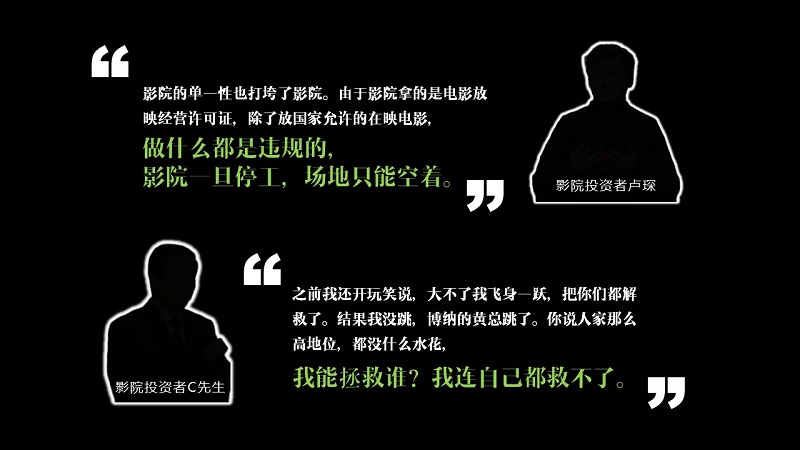 影院的单一性也打垮了影院。由于影院拿的是电影放
映经营许可证，除了放国家允许的在映电影，
做什么都是违规的，
影院一旦停工，场地只能空着。
影院投资者卢琛
之前我还开玩笑说，大不了我飞身一跃，把你们都解
救了。结果我没跳，博纳的黄总跳了。你说人家那么
高地位，都没什么水花，
我能拯救谁？我连自己都救不了。
影院投资者C先生